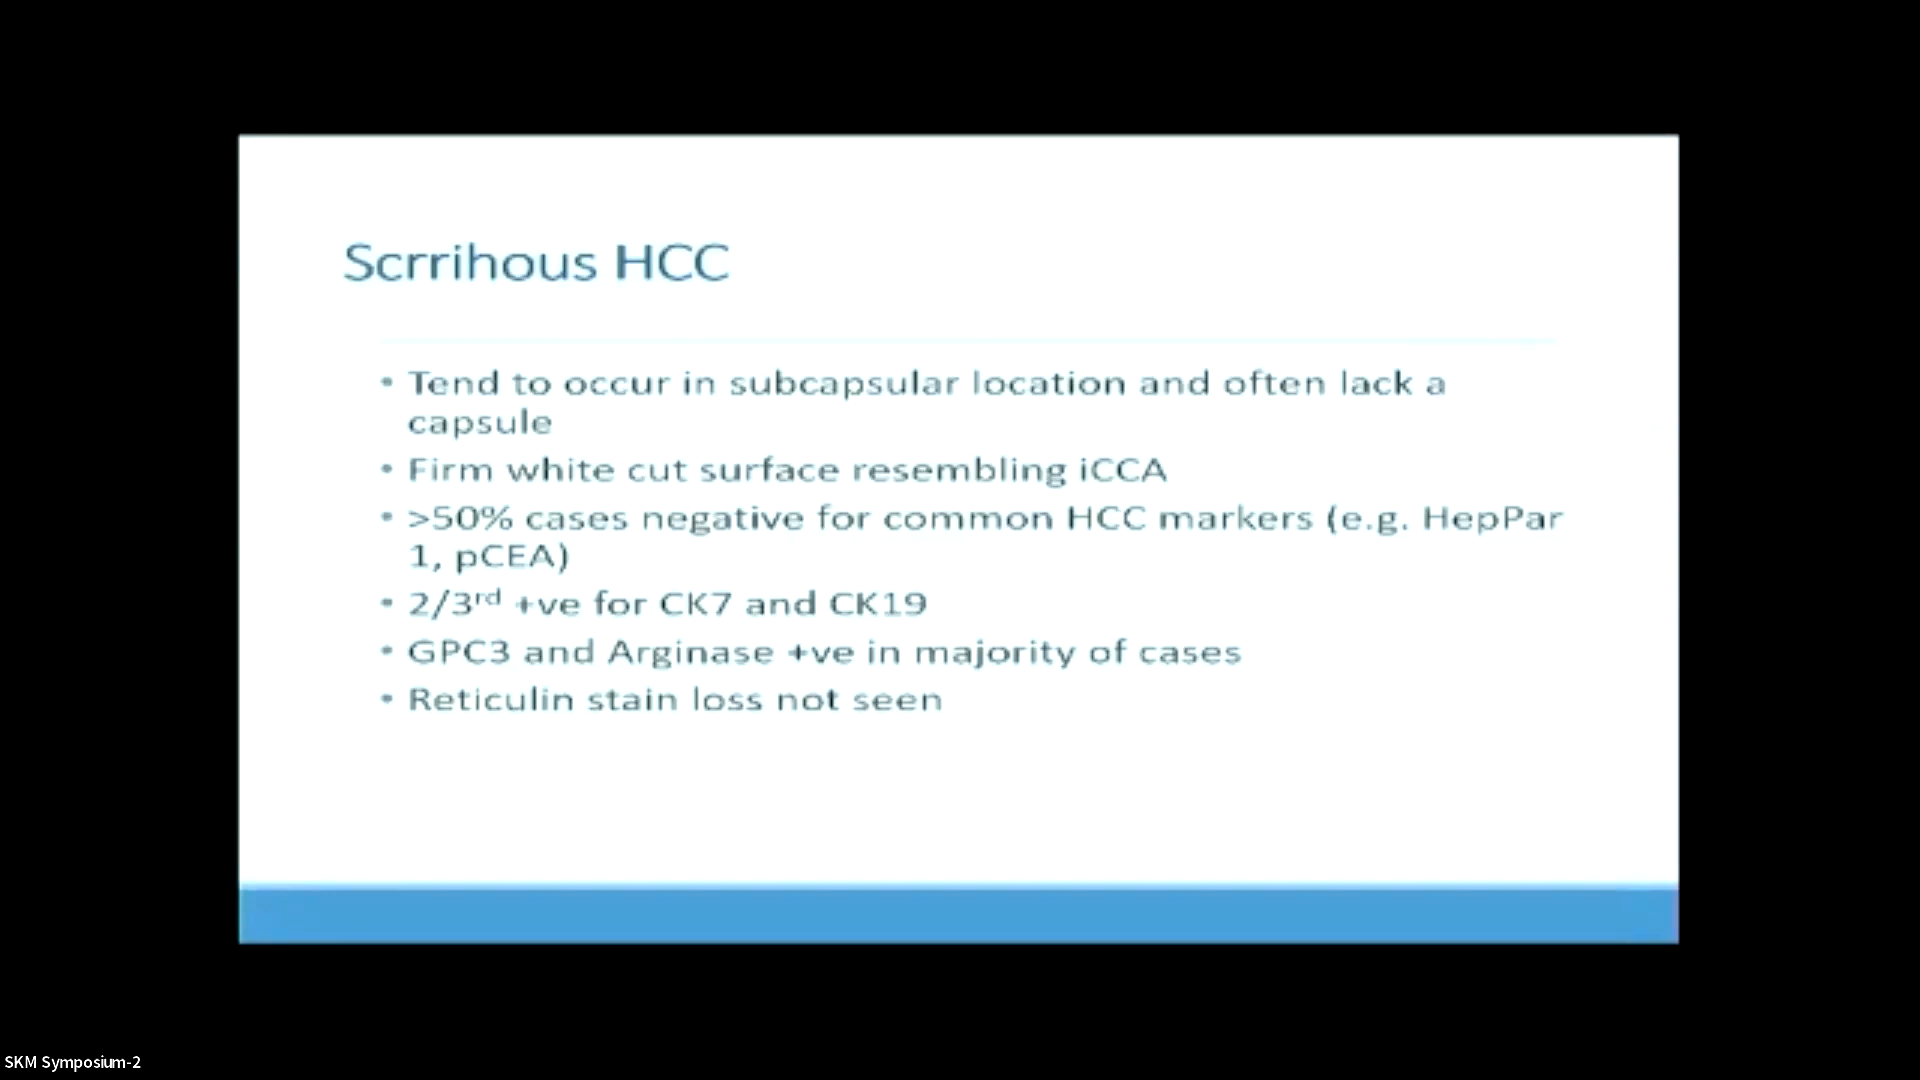 Scrrihous HCC
• Tend to occur in subcapsular location and often lack a
capsule
• Firm white cut surface resembling iCCA
• >50% cases negative for common HCC markers (e.g. HepPar
1, pCEA)
• 2/3rd +ve for CK7 and CK19
• GPC3 and Arginase +ve in majority of cases
• Reticulin stain loss not seen
SKM Symposium-2